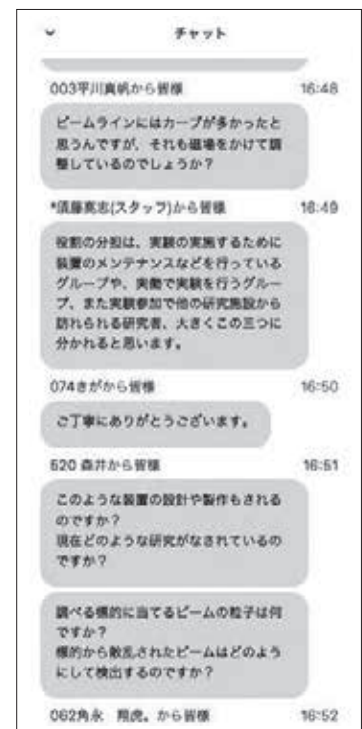 チャット
003平川真帆から皆様 16:48
ビームラインにはカーブが多かったと
思うんですが、それも磁場をかけて調
整しているのでしょうか？
*須藤亮志(スタッフ)から皆様 16:49
役割の分担は、実験の実施するために
装置のメンテナンスなどを行っている
グループや、実働で実験を行うグルー
プ、また実験参加で他の研究施設から
訪れられる研究者、大きくこの三つに
分かれると思います。
074きがから皆様 16:50
ご丁寧にありがとうございます。
520 森井から皆様 16:51
このような装置の設計や製作もされる
のですか？
現在どのような研究がなされているの
ですか？
調べる標的に当てるビームの粒子は何
ですか？
標的から散乱されたビームはどのよう
にして検出するのですか？
062角永 翔虎。から皆様 16:52